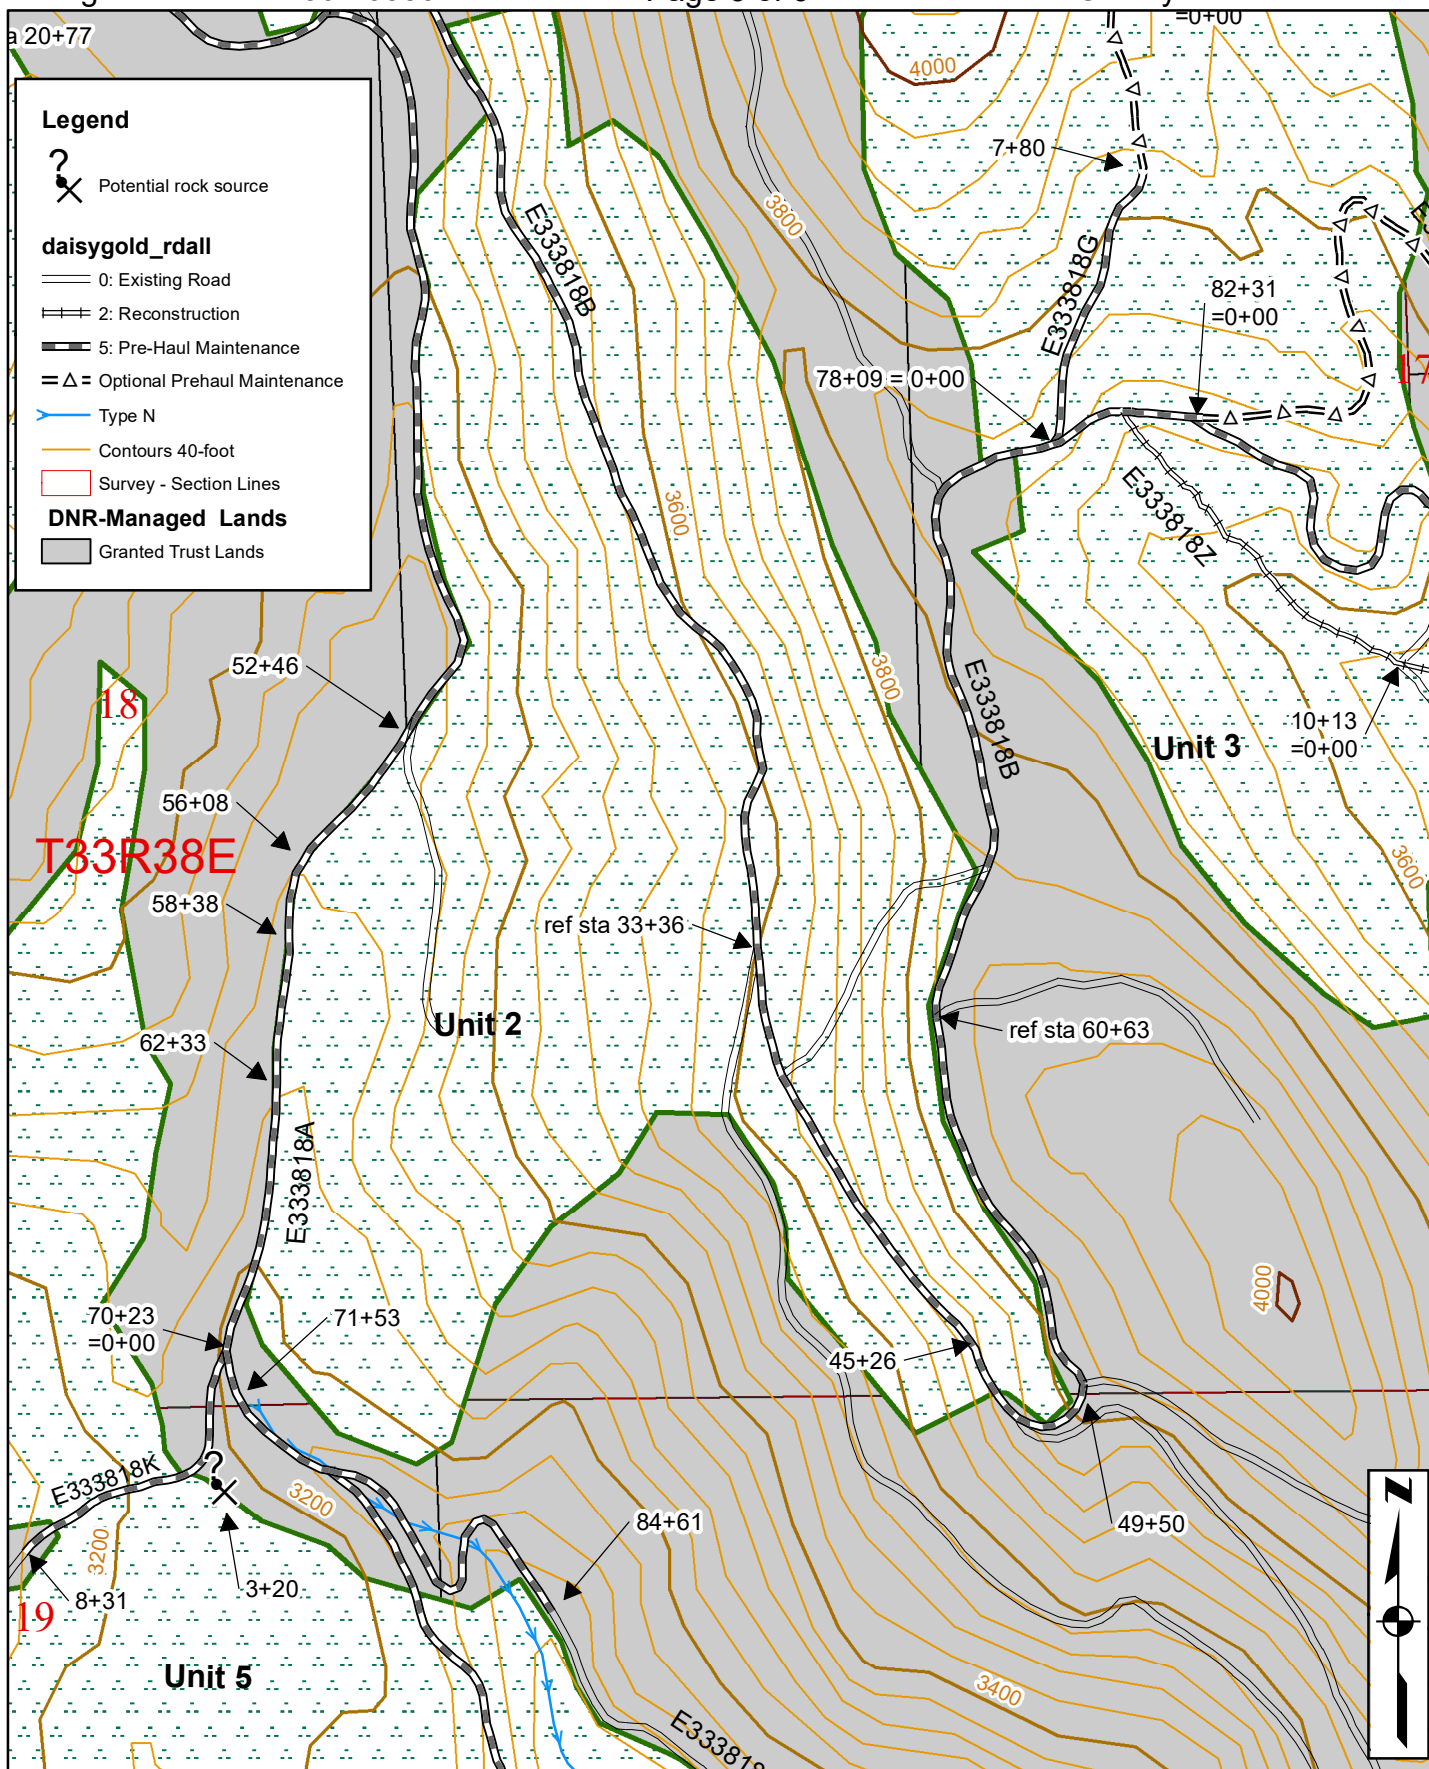 a 20+77
=0+00
Legend
?
Potential rock source
daisygold_rdall
0: Existing Road
2: Reconstruction
5: Pre-Haul Maintenance
Optional Prehaul Maintenance
Type N
Contours 40-foot
Survey - Section Lines
DNR-Managed Lands
Granted Trust Lands
4000
7+80
3800
E333818B
E333818G
82+31
=0+00
17
78+09 = 0+00
3600
E333818Z
52+46
3800
E333818B
18
10+13
=0+00
Unit 3
56+08
T33R38E
3600
58+38
ref sta 33+36
Unit 2
ref sta 60+63
62+33
E333818A
4000
70+23
=0+00
71+53
45+26
E333818K
?
3200
49+50
84+61
3200
8+31
3+20
19
Unit 5
3400
E333818
Z